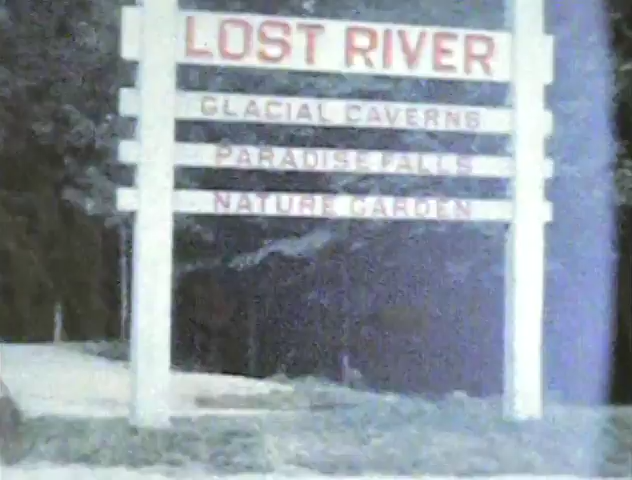 LOST RIVER
GLACIAL CAVERNS
PARADISE FALLS
NATURE GARDEN